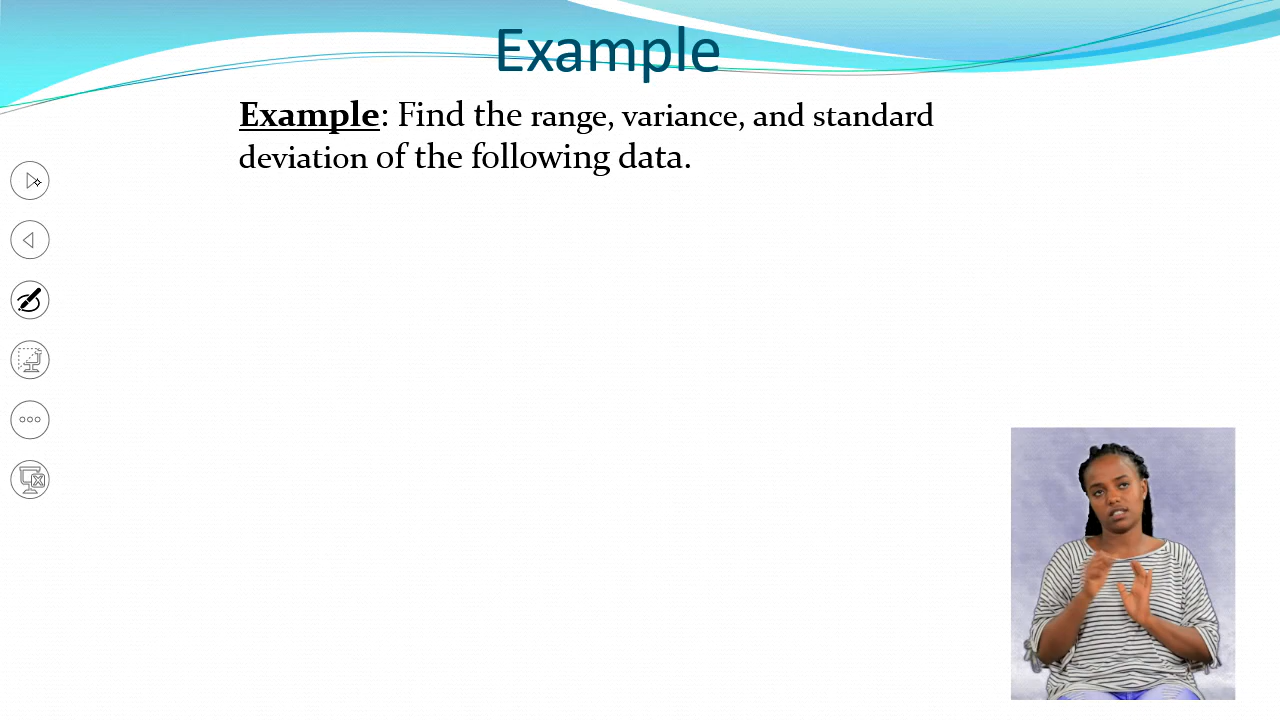 Example
Example: Find the range, variance, and standard
deviation of the following data.